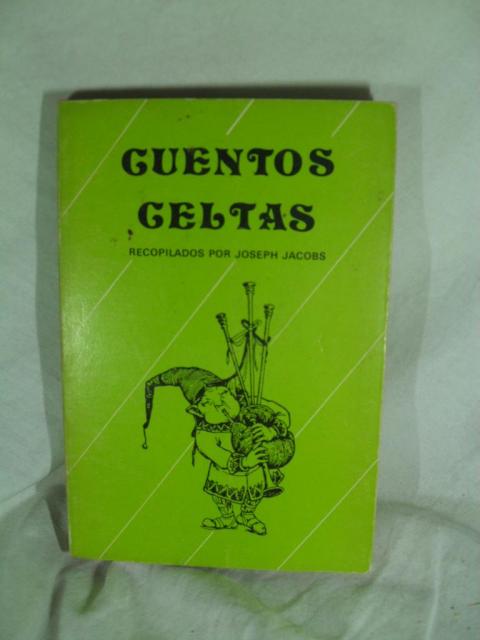 CUENTOS
CELTAS
RECOPILADOS POR JOSEPH JACOBS